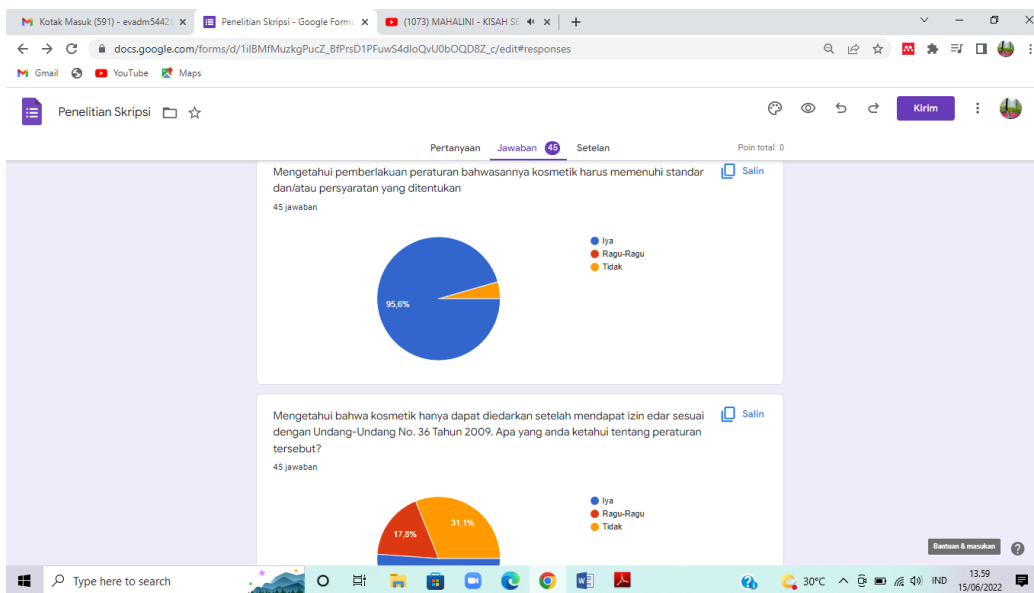 Kotak Masuk (591) - evadm5442
Penelitian Skripsi - Google Form
(1073) MAHALINI - KISAH SE
docs.google.com/forms/d/1ilBMfMuzkgPucZ_BfPrsD1PFuwS4dIoQvU0bOQD8Z_c/edit#responses
Gmail
YouTube
Maps
Penelitian Skripsi
Kirim
Pertanyaan
Jawaban 45
Setelan
Poin total: 0
Mengetahui pemberlakuan peraturan bahwasannya kosmetik harus memenuhi standar
dan/atau persyaratan yang ditentukan
Salin
45 jawaban
Iya
Ragu-Ragu
Tidak
95,6%
Mengetahui bahwa kosmetik hanya dapat diedarkan setelah mendapat izin edar sesuai
dengan Undang-Undang No. 36 Tahun 2009. Apa yang anda ketahui tentang peraturan
tersebut?
Salin
45 jawaban
Iya
Ragu-Ragu
Tidak
31,1%
17,8%
Bantuan & masukan
Type here to search
30°C
IND
13.59
15/06/2022